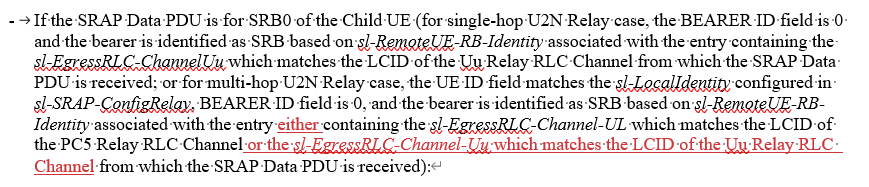 - → If the SRAP Data PDU is for SRB0 of the Child UE (for single-hop U2N Relay case, the BEARER ID field is 0
and the bearer is identified as SRB based on sl-RemoteUE-RB-Identity associated with the entry containing the
sl-EgressRLC-ChannelUu which matches the LCID of the Uu Relay RLC Channel from which the SRAP Data
PDU is received; or for multi-hop U2N Relay case, the UE ID field matches the sl-LocalIdentity configured in
sl-SRAP-ConfigRelay, BEARER ID field is 0, and the bearer is identified as SRB based on sl-RemoteUE-RB-
Identity associated with the entry either containing the sl-EgressRLC-Channel-UL which matches the LCID of
the PC5 Relay RLC Channel or the sl-EgressRLC-Channel-Uu which matches the LCID of the Uu Relay RLC
Channel from which the SRAP Data PDU is received):↵